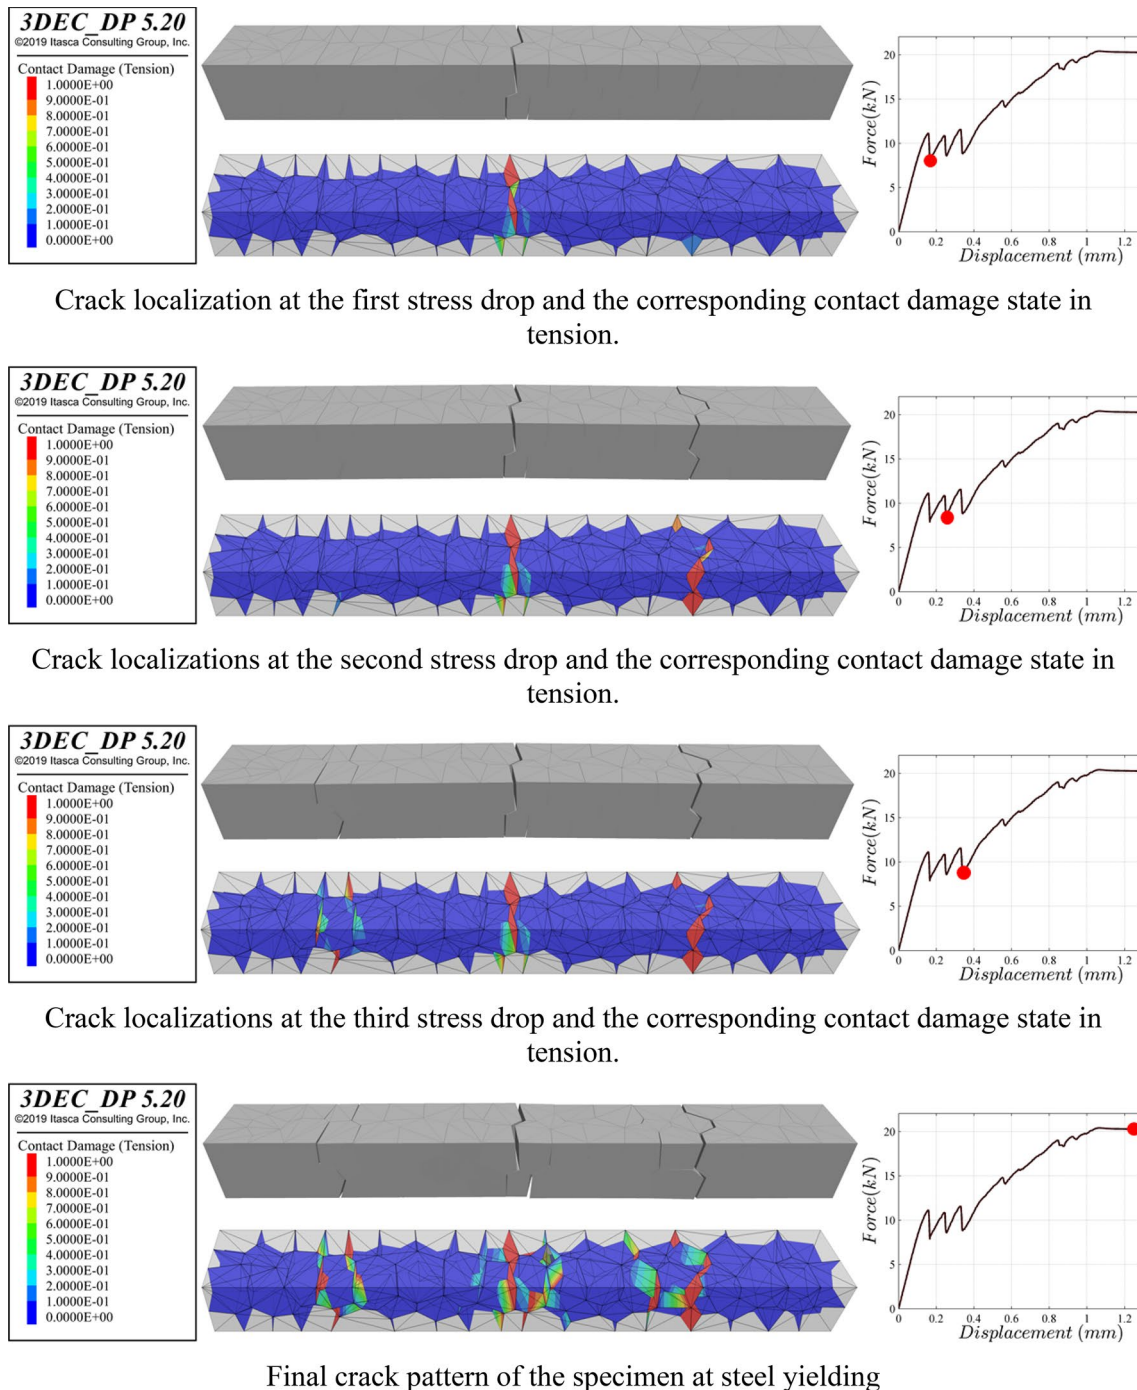 3DEC_DP 5.20
©2019 Itasca Consulting Group, Inc.
Contact Damage (Tension)
1.0000E+00
9.0000E-01
8.0000E-01
7.0000E-01
6.0000E-01
5.0000E-01
4.0000E-01
3.0000E-01
2.0000E-01
1.0000E-01
0.0000E+00
Force(kN)
20
15
10
5
0
0 0.2 0.4 0.6 0.8 1 1.2
Displacement (mm)
Crack localization at the first stress drop and the corresponding contact damage state in
tension.
3DEC_DP 5.20
©2019 Itasca Consulting Group, Inc.
Contact Damage (Tension)
1.0000E+00
9.0000E-01
8.0000E-01
7.0000E-01
6.0000E-01
5.0000E-01
4.0000E-01
3.0000E-01
2.0000E-01
1.0000E-01
0.0000E+00
Force(kN)
20
15
10
5
0
0 0.2 0.4 0.6 0.8 1 1.2
Displacement (mm)
Crack localizations at the second stress drop and the corresponding contact damage state in
tension.
3DEC_DP 5.20
©2019 Itasca Consulting Group, Inc.
Contact Damage (Tension)
1.0000E+00
9.0000E-01
8.0000E-01
7.0000E-01
6.0000E-01
5.0000E-01
4.0000E-01
3.0000E-01
2.0000E-01
1.0000E-01
0.0000E+00
Force(kN)
20
15
10
5
0
0 0.2 0.4 0.6 0.8 1 1.2
Displacement (mm)
Crack localizations at the third stress drop and the corresponding contact damage state in
tension.
3DEC_DP 5.20
©2019 Itasca Consulting Group, Inc.
Contact Damage (Tension)
1.0000E+00
9.0000E-01
8.0000E-01
7.0000E-01
6.0000E-01
5.0000E-01
4.0000E-01
3.0000E-01
2.0000E-01
1.0000E-01
0.0000E+00
Force(kN)
20
15
10
5
0
0 0.2 0.4 0.6 0.8 1 1.2
Displacement (mm)
Final crack pattern of the specimen at steel yielding